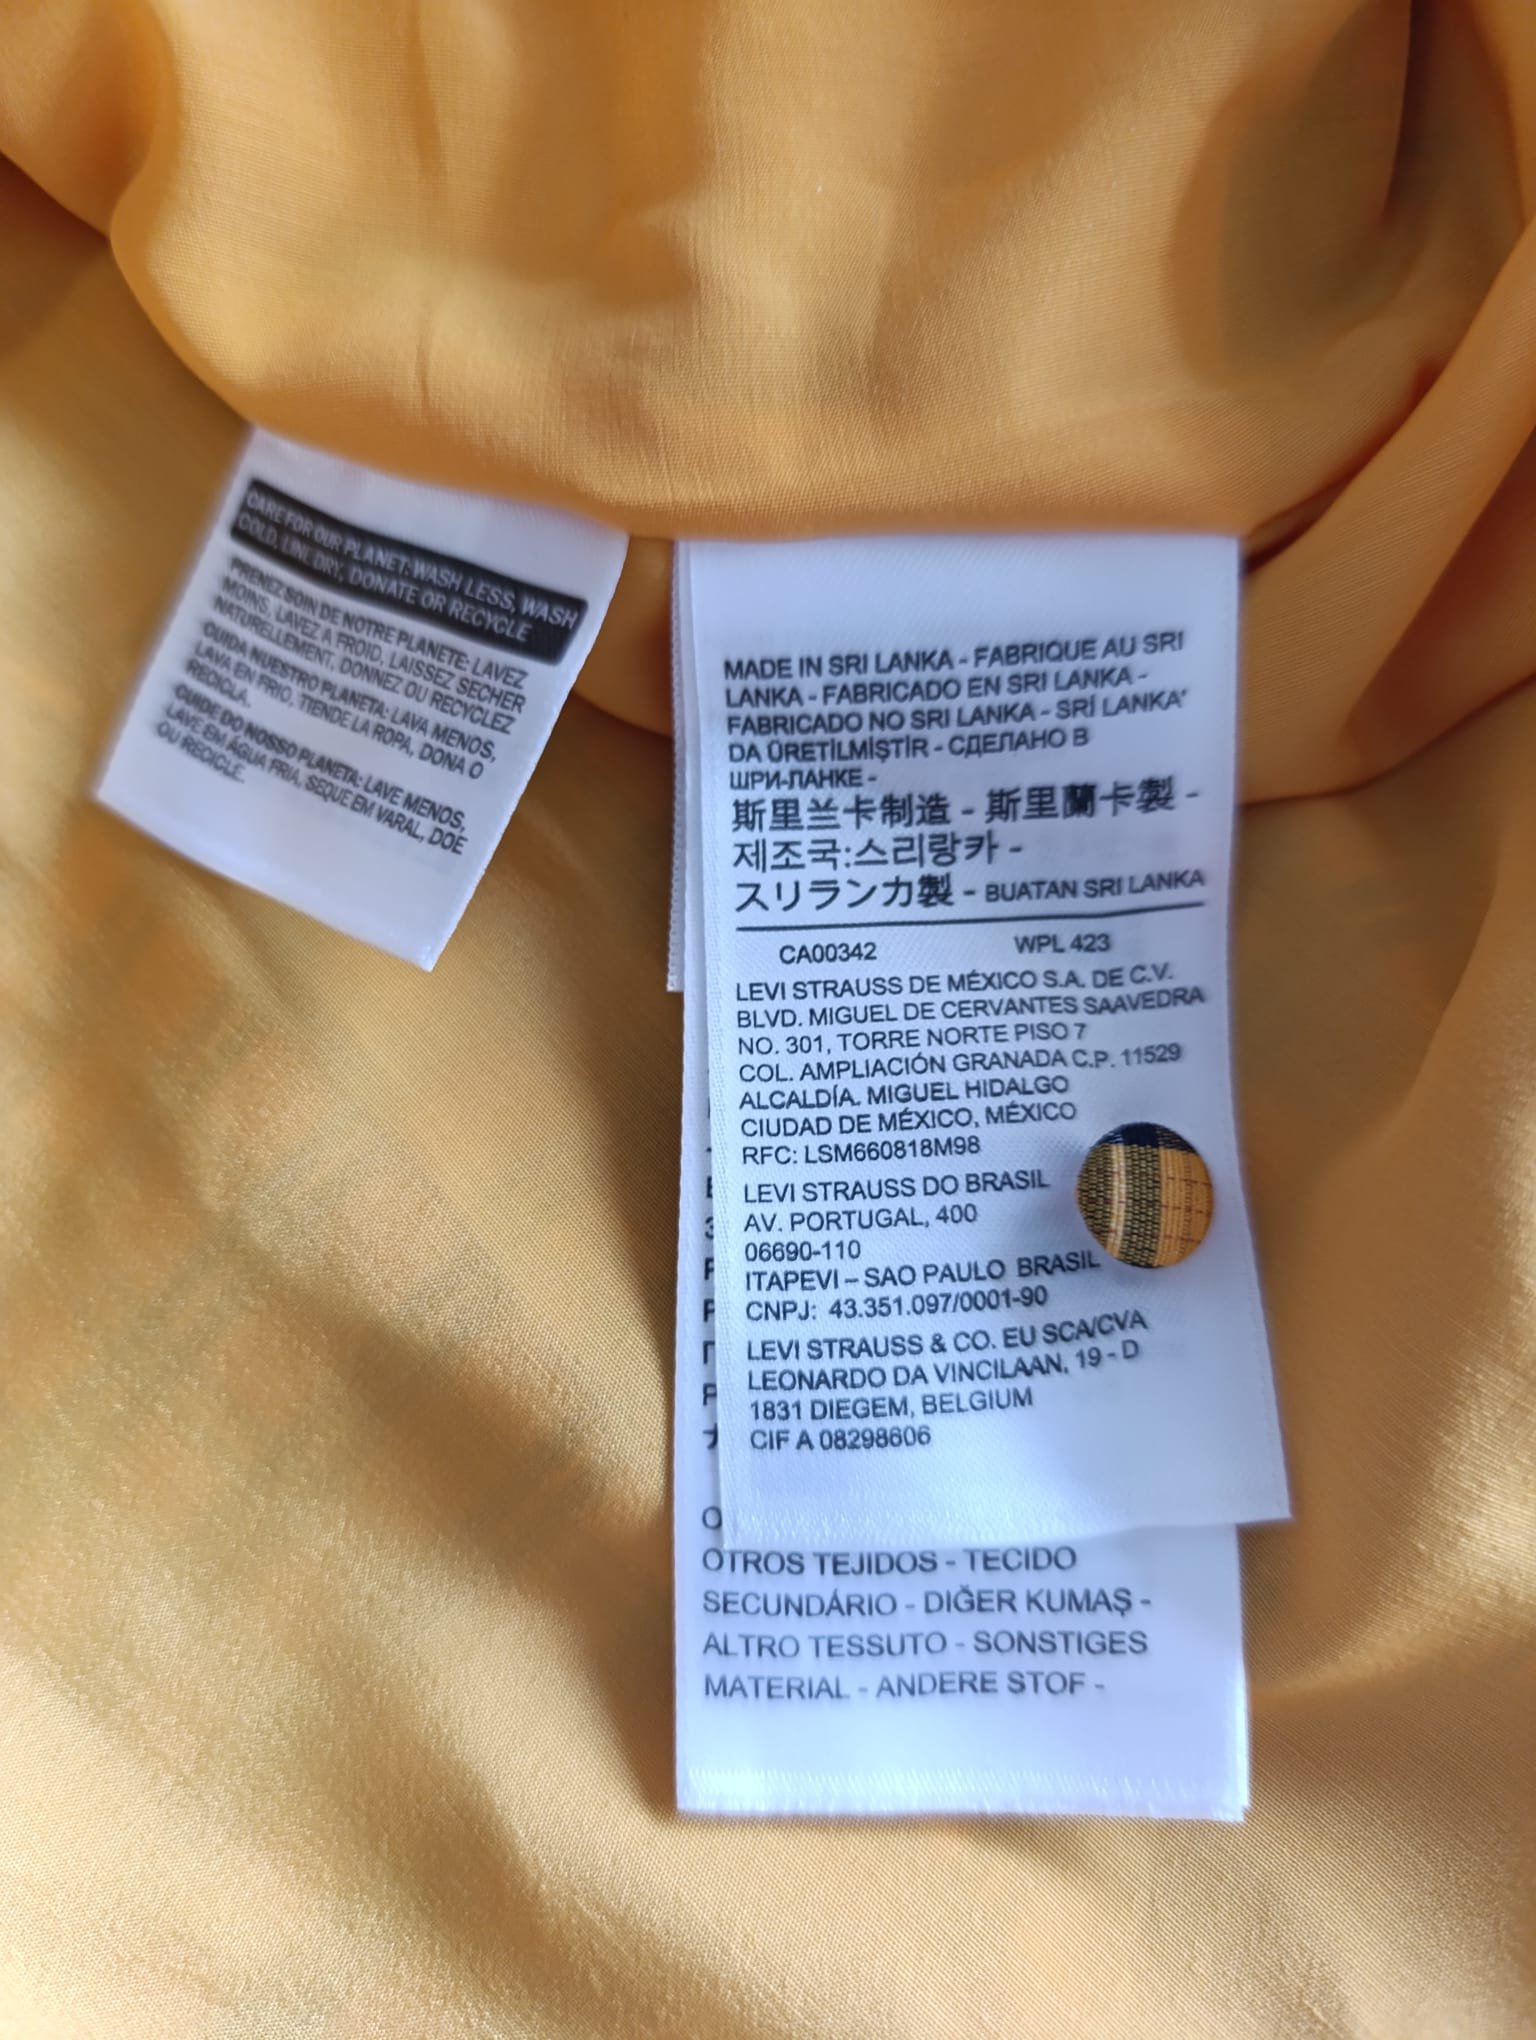 CARE FOR OUR PLANET: WASH LESS, WASH
COLD, LINE DRY, DONATE OR RECYCLE
PRENEZ SOIN DE NOTRE PLANETE: LAVEZ
MOINS, LAVEZ A FROID, LAISSEZ SECHER
NATURELLEMENT, DONNEZ OU RECYCLEZ
CUIDA NUESTRO PLANETA: LAVA MENOS,
LAVA EN FRIO, TIENDE LA ROPA, DONA O
RECICLA.
CUIDE DO NOSSO PLANETA: LAVE MENOS,
LAVE EM ÁGUA FRIA, SEQUE EM VARAL, DOE
OU RECICLE.
MADE IN SRI LANKA - FABRIQUE AU SRI
LANKA - FABRICADO EN SRI LANKA -
FABRICADO NO SRI LANKA - SRİ LANKA'
DA ÜRETİLMİŞTİR - СДЕЛАНО В
ШРИ-ЛАНКЕ -
斯里兰卡制造 - 斯里蘭卡製 -
제조국:스리랑카 -
スリランカ製 - BUATAN SRI LANKA
CA00342 WPL 423
LEVI STRAUSS DE MÉXICO S.A. DE C.V.
BLVD. MIGUEL DE CERVANTES SAAVEDRA
NO. 301, TORRE NORTE PISO 7
COL. AMPLIACIÓN GRANADA C.P. 11529
ALCALDÍA. MIGUEL HIDALGO
CIUDAD DE MÉXICO, MÉXICO
RFC: LSM660818M98
LEVI STRAUSS DO BRASIL
AV. PORTUGAL, 400
06690-110
ITAPEVI – SAO PAULO BRASIL
CNPJ: 43.351.097/0001-90
LEVI STRAUSS & CO. EU SCA/CVA
LEONARDO DA VINCILAAN, 19 - D
1831 DIEGEM, BELGIUM
CIF A 08298606
OTROS TEJIDOS - TECIDO
SECUNDÁRIO - DIĞER KUMAŞ -
ALTRO TESSUTO - SONSTIGES
MATERIAL - ANDERE STOF -